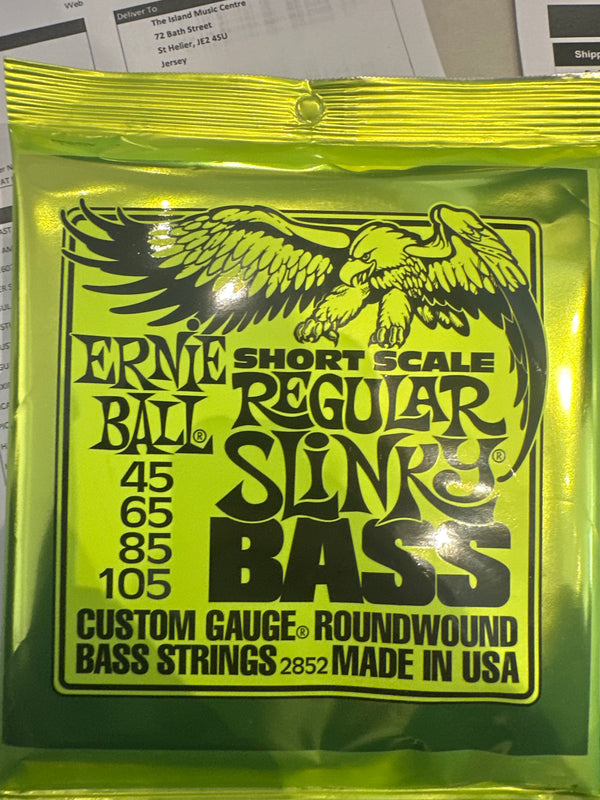 Web
Deliver To
The Island Music Centre
72 Bath Street
St Helier, JE2 4SU
Jersey
ERNIE
BALL®
SHORT SCALE
REGULAR
SLINKY®
BASS
45
65
85
105
CUSTOM GAUGE® ROUNDWOUND
BASS STRINGS 2852 MADE IN USA